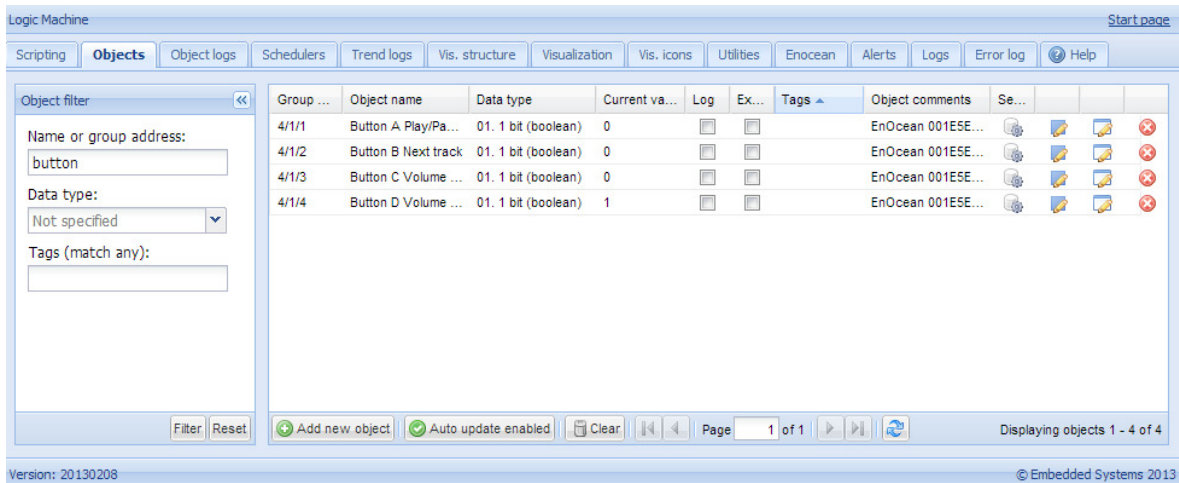 Logic Machine Start page
Scripting Objects Object logs Schedulers Trend logs Vis. structure Visualization Vis. icons Utilities Enocean Alerts Logs Error log Help
Object filter
Name or group address:
button
Data type:
Not specified
Tags (match any):
Filter Reset
Group ... Object name Data type Current va... Log Ex... Tags Object comments Se...
4/1/1 Button A Play/Pa... 01. 1 bit (boolean) 0 EnOcean 001E5E...
4/1/2 Button B Next track 01. 1 bit (boolean) 0 EnOcean 001E5E...
4/1/3 Button C Volume ... 01. 1 bit (boolean) 0 EnOcean 001E5E...
4/1/4 Button D Volume ... 01. 1 bit (boolean) 1 EnOcean 001E5E...
Add new object Auto update enabled Clear Page 1 of 1 Displaying objects 1 - 4 of 4
Version: 20130208 © Embedded Systems 2013